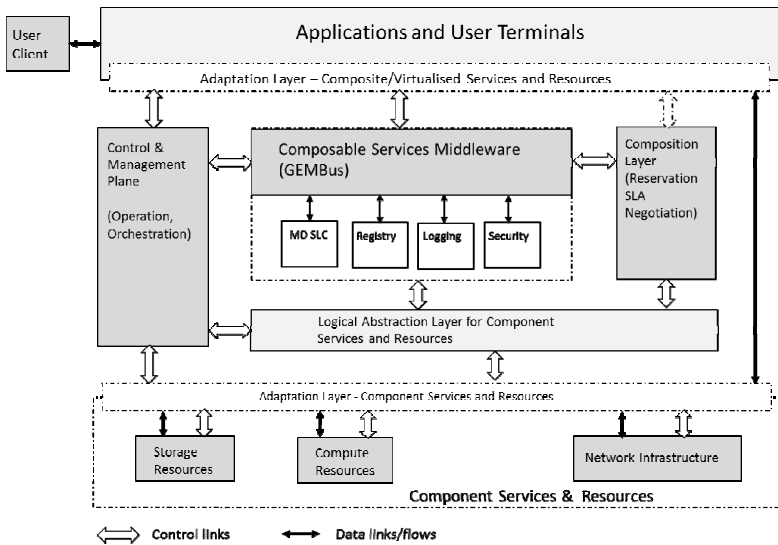 Applications and User Terminals
User
Client
Adaptation Layer – Composite/Virtualised Services and Resources
Control &
Management
Plane
(Operation,
Orchestration)
Composable Services Middleware
(GEMBus)
MD SLC
Registry
Logging
Security
Composition
Layer
(Reservation
SLA
Negotiation)
Logical Abstraction Layer for Component
Services and Resources
Adaptation Layer - Component Services and Resources
Storage
Resources
Compute
Resources
Network Infrastructure
Component Services & Resources
Control links
Data links/flows